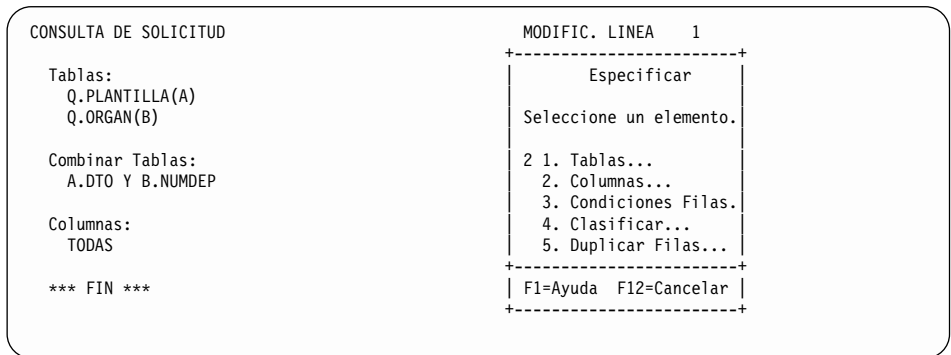 CONSULTA DE SOLICITUD MODIFIC. LINEA 1
Tablas:
Q.PLANTILLA(A)
Q.ORGAN(B)
Combinar Tablas:
A.DTO Y B.NUMDEP
Columnas:
TODAS
*** FIN ***
Especificar
Seleccione un elemento.
2 1. Tablas...
2. Columnas...
3. Condiciones Filas.
4. Clasificar...
5. Duplicar Filas...
F1=Ayuda F12=Cancelar